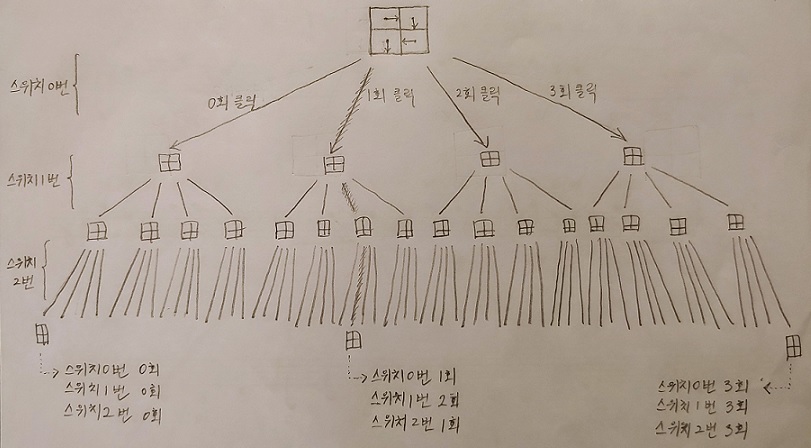 스위치0번
0회 클릭
1회 클릭
2회 클릭
3회 클릭
스위치1번
스위치
2번
스위치0번 0회
스위치1번 0회
스위치2번 0회
스위치0번 1회
스위치1번 2회
스위치2번 1회
스위치0번 3회
스위치1번 3회
스위치2번 3회